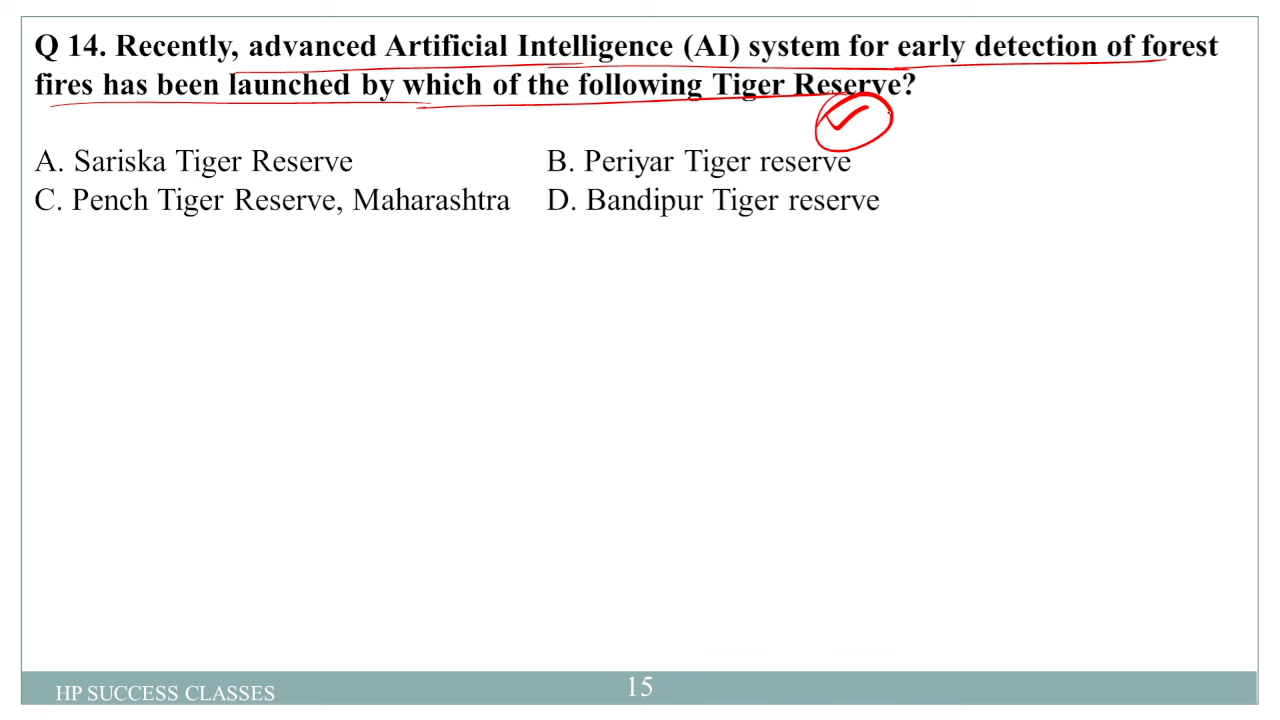 Q 14. Recently, advanced Artificial Intelligence (AI) system for early detection of forest
fires has been launched by which of the following Tiger Reserve?
A. Sariska Tiger Reserve B. Periyar Tiger reserve
C. Pench Tiger Reserve, Maharashtra D. Bandipur Tiger reserve
HP SUCCESS CLASSES 15